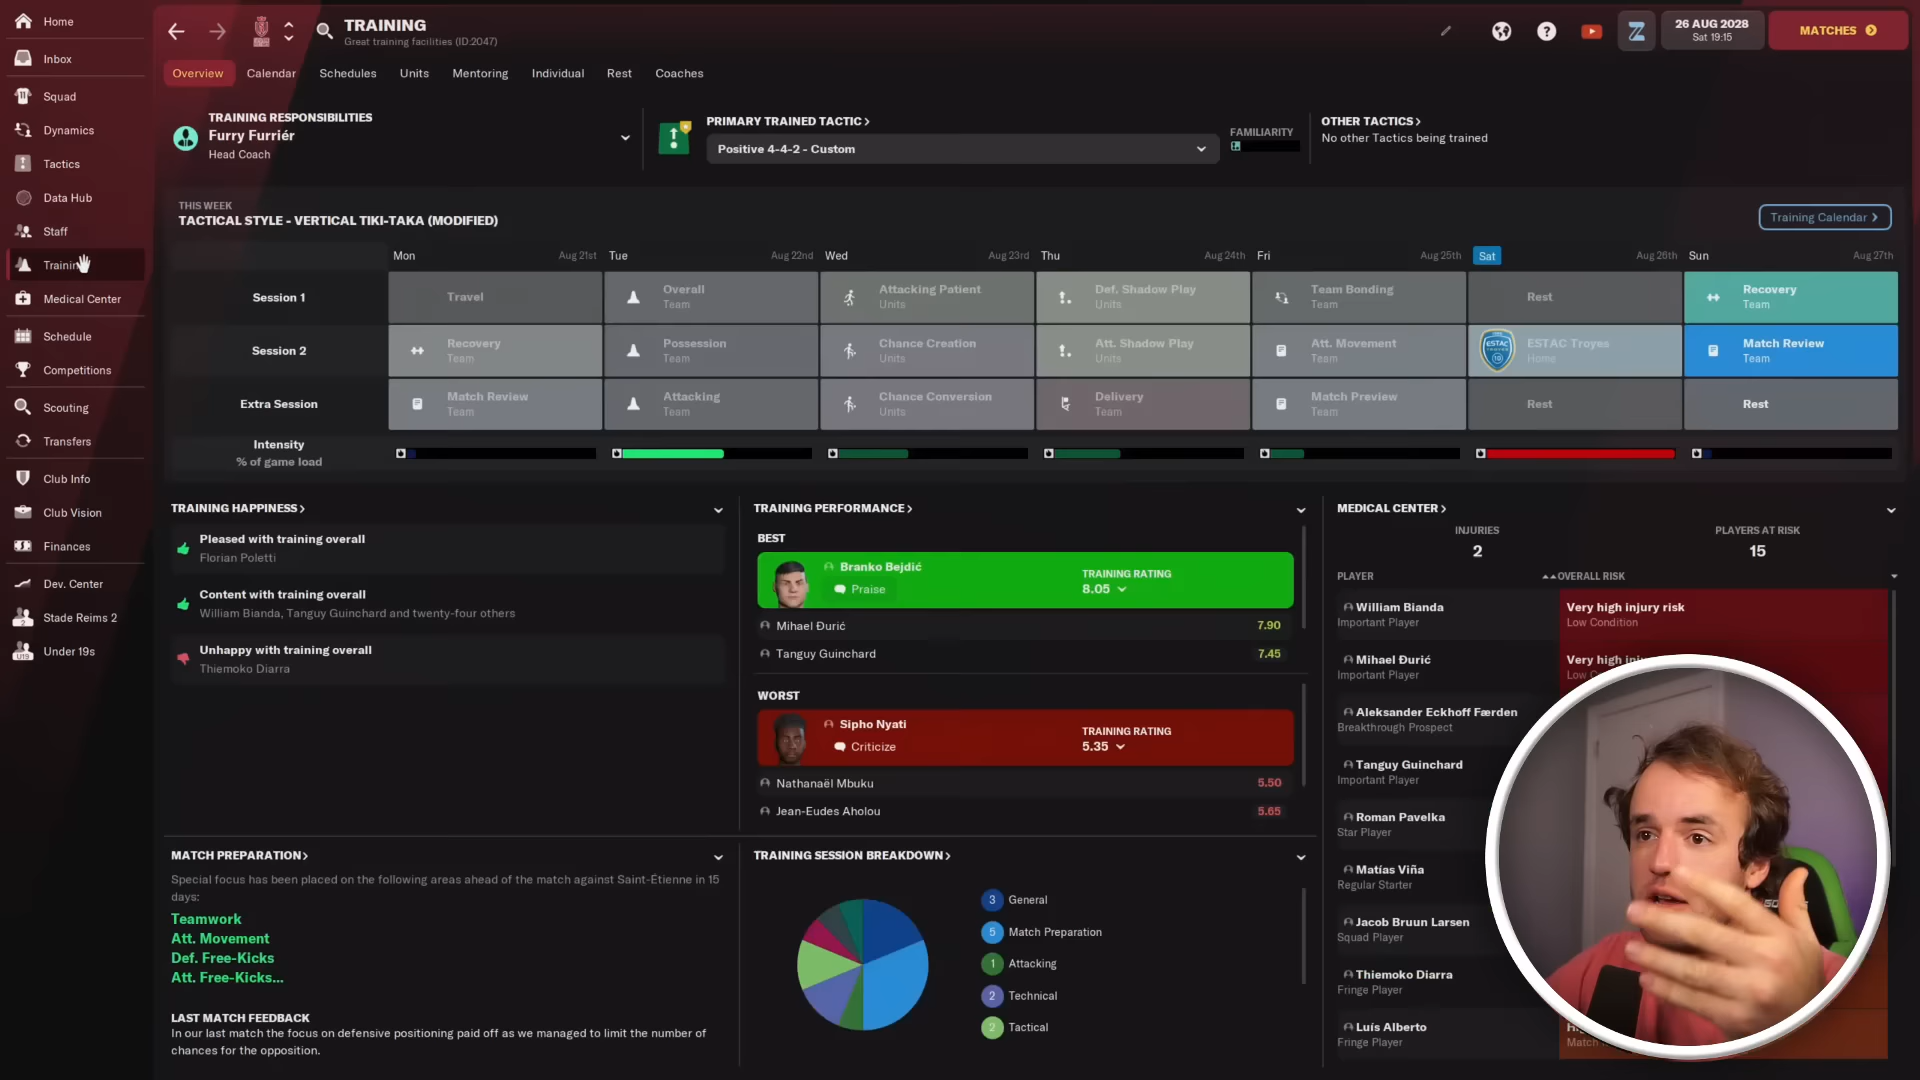 Home
Inbox
Squad
Dynamics
Tactics
Data Hub
Staff
Training
Medical Center
Schedule
Competitions
Scouting
Transfers
Club Info
Club Vision
Finances
Dev. Center
Stade Reims 2
Under 19s
TRAINING
Great training facilities (ID:2047)
26 AUG 2028
Sat 19:15
MATCHES
Overview Calendar Schedules Units Mentoring Individual Rest Coaches
TRAINING RESPONSIBILITIES
Furry Furriér
Head Coach
PRIMARY TRAINED TACTIC >
Positive 4-4-2 - Custom
FAMILIARITY
OTHER TACTICS >
No other Tactics being trained
THIS WEEK
TACTICAL STYLE - VERTICAL TIKI-TAKA (MODIFIED)
Training Calendar >
Mon Aug 21st Tue Aug 22nd Wed Aug 23rd Thu Aug 24th Fri Aug 25th Sat Aug 26th Sun Aug 27th
Session 1
Travel
Overall
Team
Attacking Patient
Units
Def. Shadow Play
Units
Team Bonding
Team
Rest
Recovery
Team
Session 2
Recovery
Team
Possession
Team
Chance Creation
Units
Att. Shadow Play
Units
Att. Movement
Team
ESTAC Troyes
Home
Match Review
Team
Extra Session
Match Review
Team
Attacking
Team
Chance Conversion
Units
Delivery
Team
Match Preview
Team
Rest
Rest
Intensity
% of game load
TRAINING HAPPINESS >
Pleased with training overall
Florian Poletti
Content with training overall
William Bianda, Tanguy Guinchard and twenty-four others
Unhappy with training overall
Thiemoko Diarra
TRAINING PERFORMANCE >
BEST
Branko Bejdić
Praise
TRAINING RATING
8.05
Mihael Đurić 7.90
Tanguy Guinchard 7.45
WORST
Sipho Nyati
Criticize
TRAINING RATING
5.35
Nathanaël Mbuku 5.50
Jean-Eudes Aholou 5.65
MEDICAL CENTER >
INJURIES
2
PLAYERS AT RISK
15
PLAYER OVERALL RISK
William Bianda
Important Player
Very high injury risk
Low Condition
Mihael Đurić
Important Player
Very high
Aleksander Eckhoff Færden
Breakthrough Prospect
Tanguy Guinchard
Important Player
Roman Pavelka
Star Player
Matías Viña
Regular Starter
Jacob Bruun Larsen
Squad Player
Thiemoko Diarra
Fringe Player
Luís Alberto
Fringe Player
MATCH PREPARATION >
Special focus has been placed on the following areas ahead of the match against Saint-Étienne in 15
days:
Teamwork
Att. Movement
Def. Free-Kicks
Att. Free-Kicks...
LAST MATCH FEEDBACK
In our last match the focus on defensive positioning paid off as we managed to limit the number of
chances for the opposition.
TRAINING SESSION BREAKDOWN >
3 General
5 Match Preparation
1 Attacking
2 Technical
2 Tactical